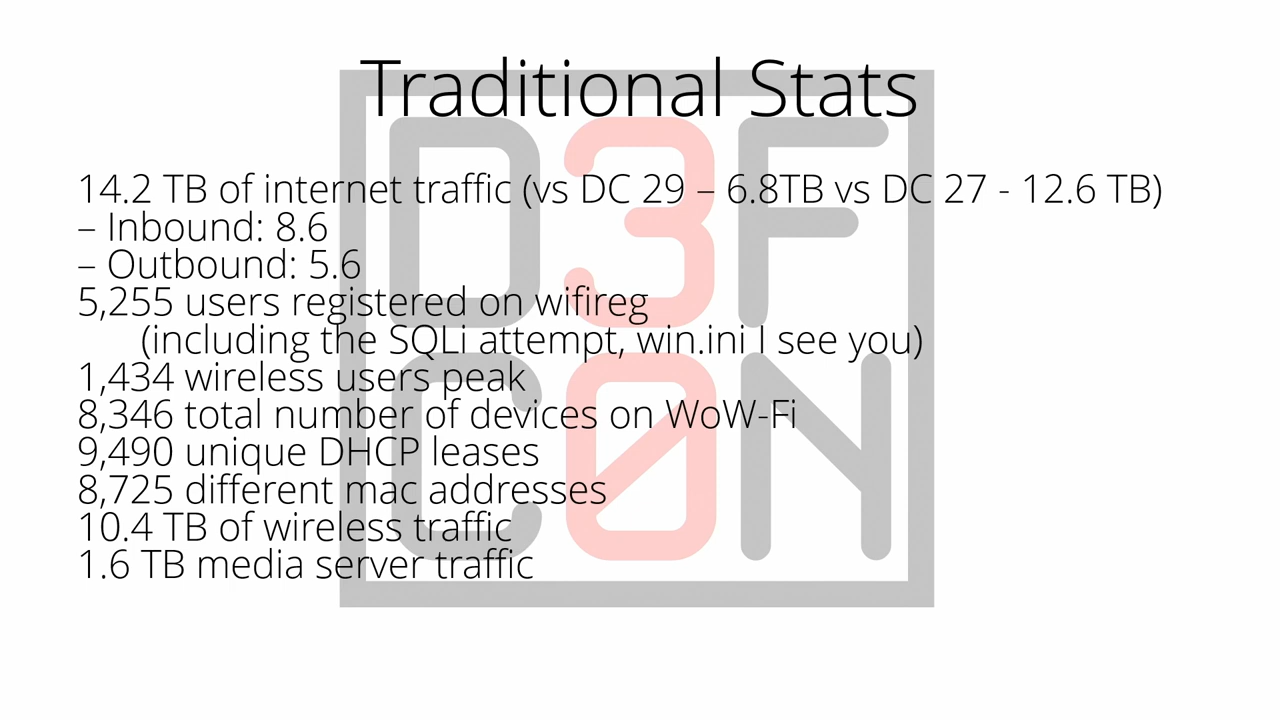 Traditional Stats
14.2 TB of internet traffic (vs DC 29 – 6.8TB vs DC 27 - 12.6 TB)
– Inbound: 8.6
– Outbound: 5.6
5,255 users registered on wifireg
(including the SQLi attempt, win.ini I see you)
1,434 wireless users peak
8,346 total number of devices on WoW-Fi
9,490 unique DHCP leases
8,725 different mac addresses
10.4 TB of wireless traffic
1.6 TB media server traffic
D3F
C0N